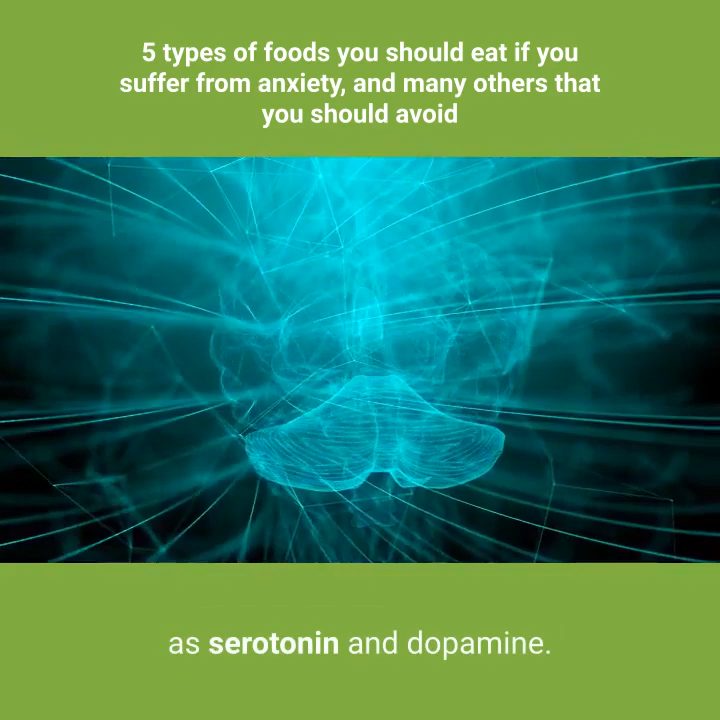 5 types of foods you should eat if you
suffer from anxiety, and many others that
you should avoid
as serotonin and dopamine.